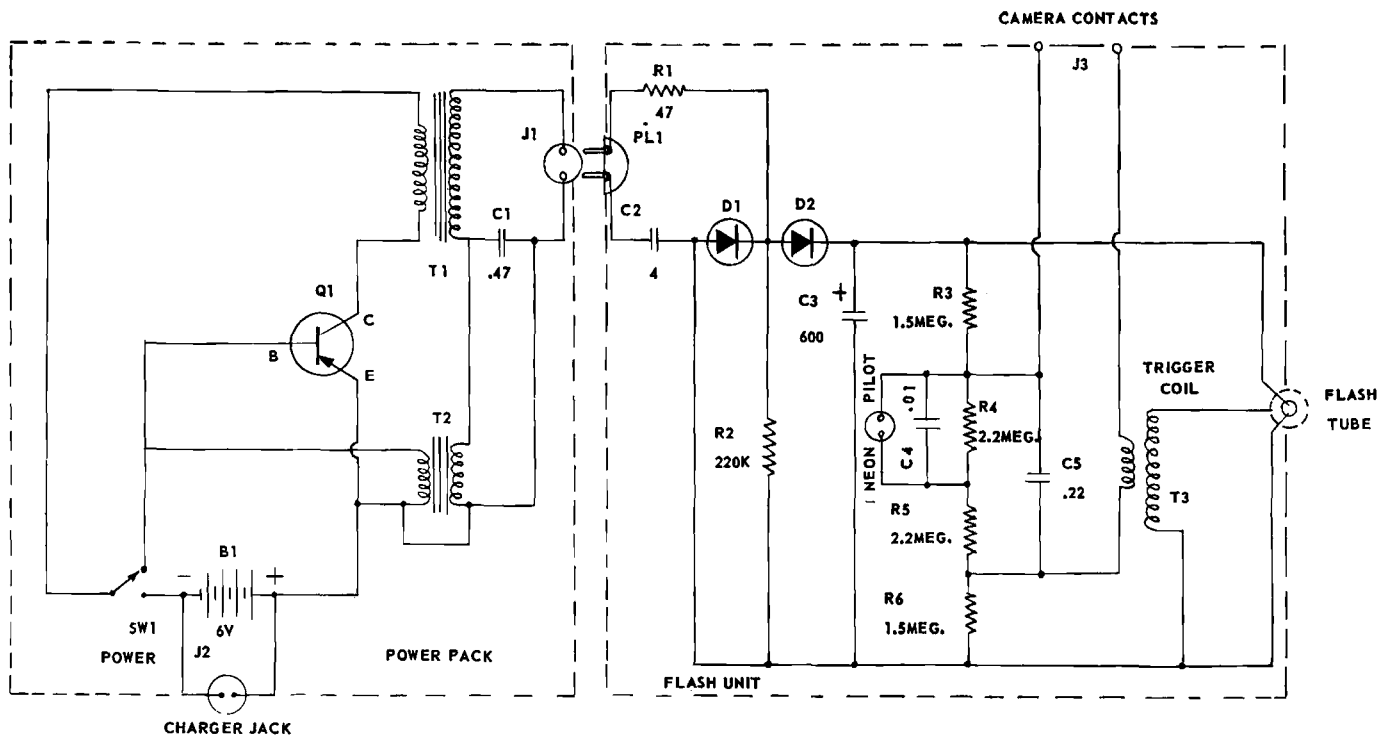 CAMERA CONTACTS
J3
R1
47
J1
PL1
C1
.47
T1
C2
4
D1
D2
Q1
C
B
E
C3
+
600
R3
1.5MEG.
TRIGGER
COIL
FLASH
TUBE
I NEON PILOT
.01
C4
R4
2.2MEG.
T2
R2
220K
C5
.22
T3
R5
2.2MEG.
B1
-
+
6V
SW1
POWER
J2
POWER PACK
R6
1.5MEG.
FLASH UNIT
CHARGER JACK